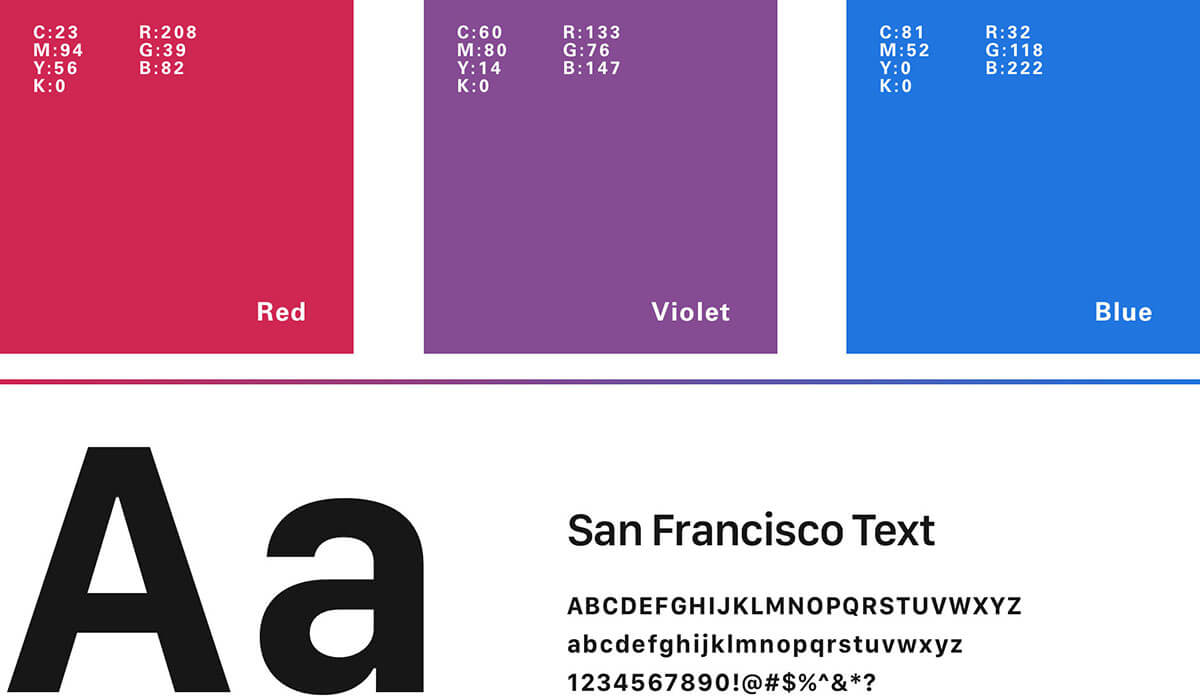 C:23
M:94
Y:56
K:0
R:208
G:39
B:82
Red
C:60
M:80
Y:14
K:0
R:133
G:76
B:147
Violet
C:81
M:52
Y:0
K:0
R:32
G:118
B:222
Blue
Aa
San Francisco Text
ABCDEFGHIJKLMNOPQRSTUVWXYZ
abcdefghijklmnopqrstuvwxyz
1234567890!@#$%^&*?